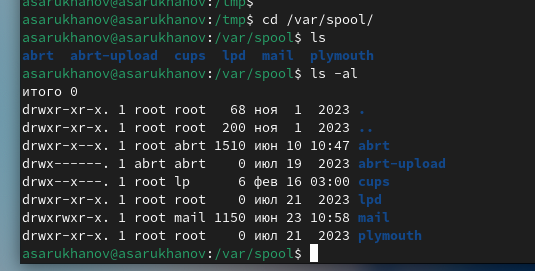 asarukhanov@asarukhanov:/tmp$
asarukhanov@asarukhanov:/tmp$ cd /var/spool/
asarukhanov@asarukhanov:/var/spool$ ls
abrt abrt-upload cups lpd mail plymouth
asarukhanov@asarukhanov:/var/spool$ ls -al
итого 0
drwxr-xr-x. 1 root root 68 ноя 1 2023 .
drwxr-xr-x. 1 root root 200 ноя 1 2023 ..
drwxr-xr-x. 1 root abrt 1510 июн 10 10:47 abrt
drwx------. 1 abrt abrt 0 июл 19 2023 abrt-upload
drwx--x---. 1 root lp 6 фев 16 03:00 cups
drwxr-xr-x. 1 root root 0 июл 21 2023 lpd
drwxrwxr-x. 1 root mail 1150 июн 23 10:58 mail
drwxr-xr-x. 1 root root 0 июл 21 2023 plymouth
asarukhanov@asarukhanov:/var/spool$